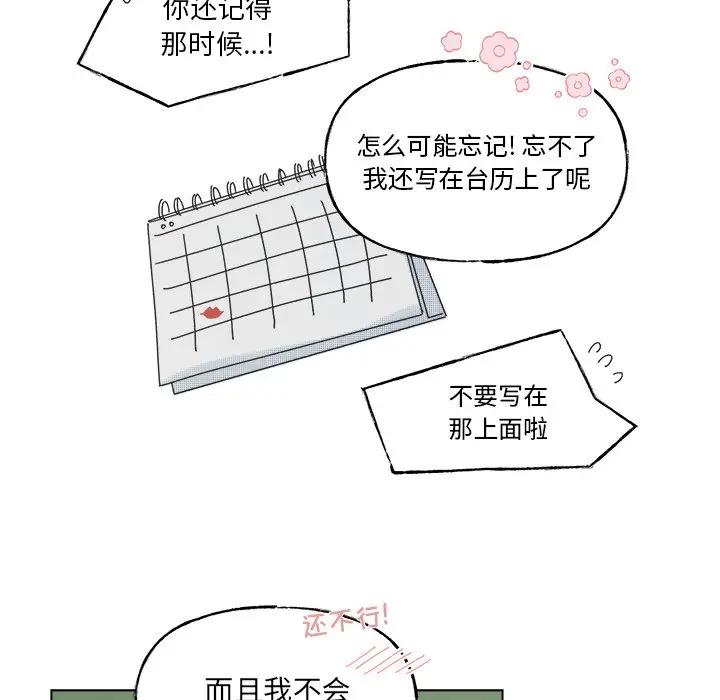 你还记得
那时候...!
怎么可能忘记! 忘不了
我还写在台历上了呢
不要写在
那上面啦
还不行!
而且我不会